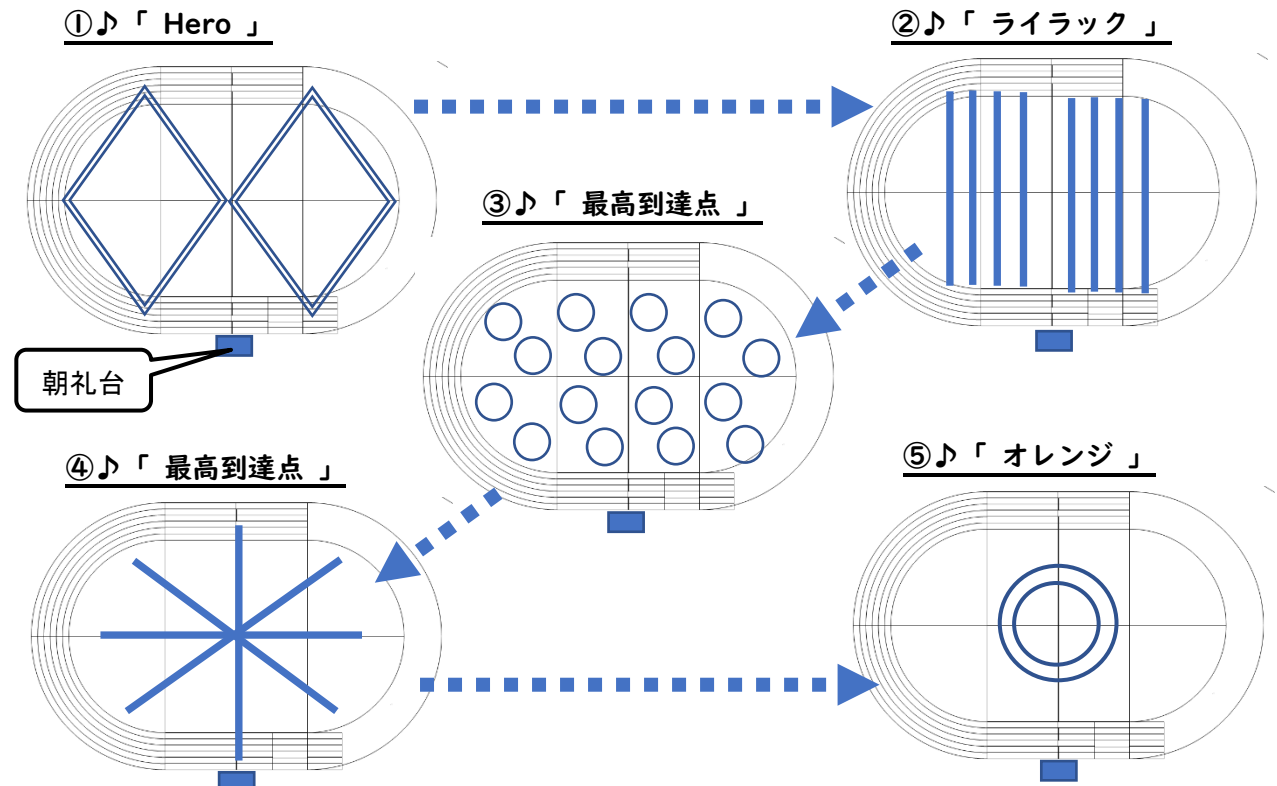 ①♪「 Hero 」
②♪「 ライラック 」
③♪「 最高到達点 」
朝礼台
④♪「 最高到達点 」
⑤♪「 オレンジ 」